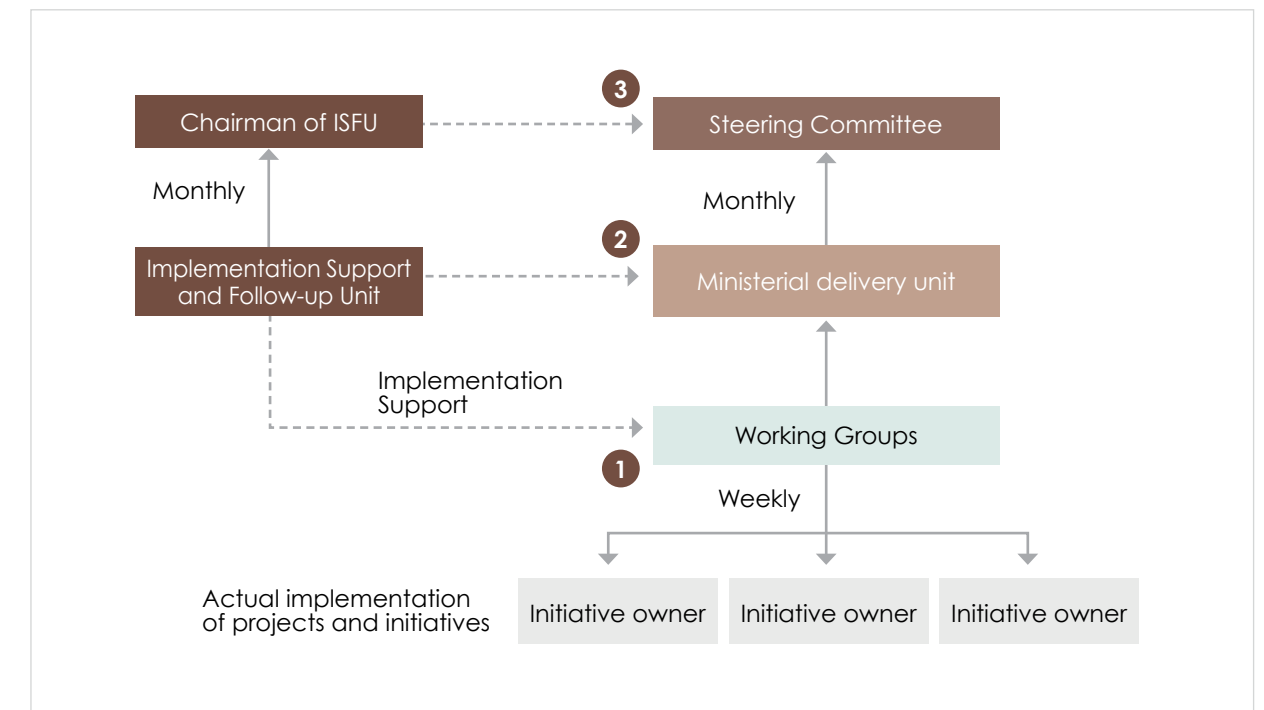 3
Chairman of ISFU
Steering Committee
Monthly
Monthly
2
Implementation Support
and Follow-up Unit
Ministerial delivery unit
Implementation
Support
Working Groups
1
Weekly
Actual implementation
of projects and initiatives
Initiative owner
Initiative owner
Initiative owner